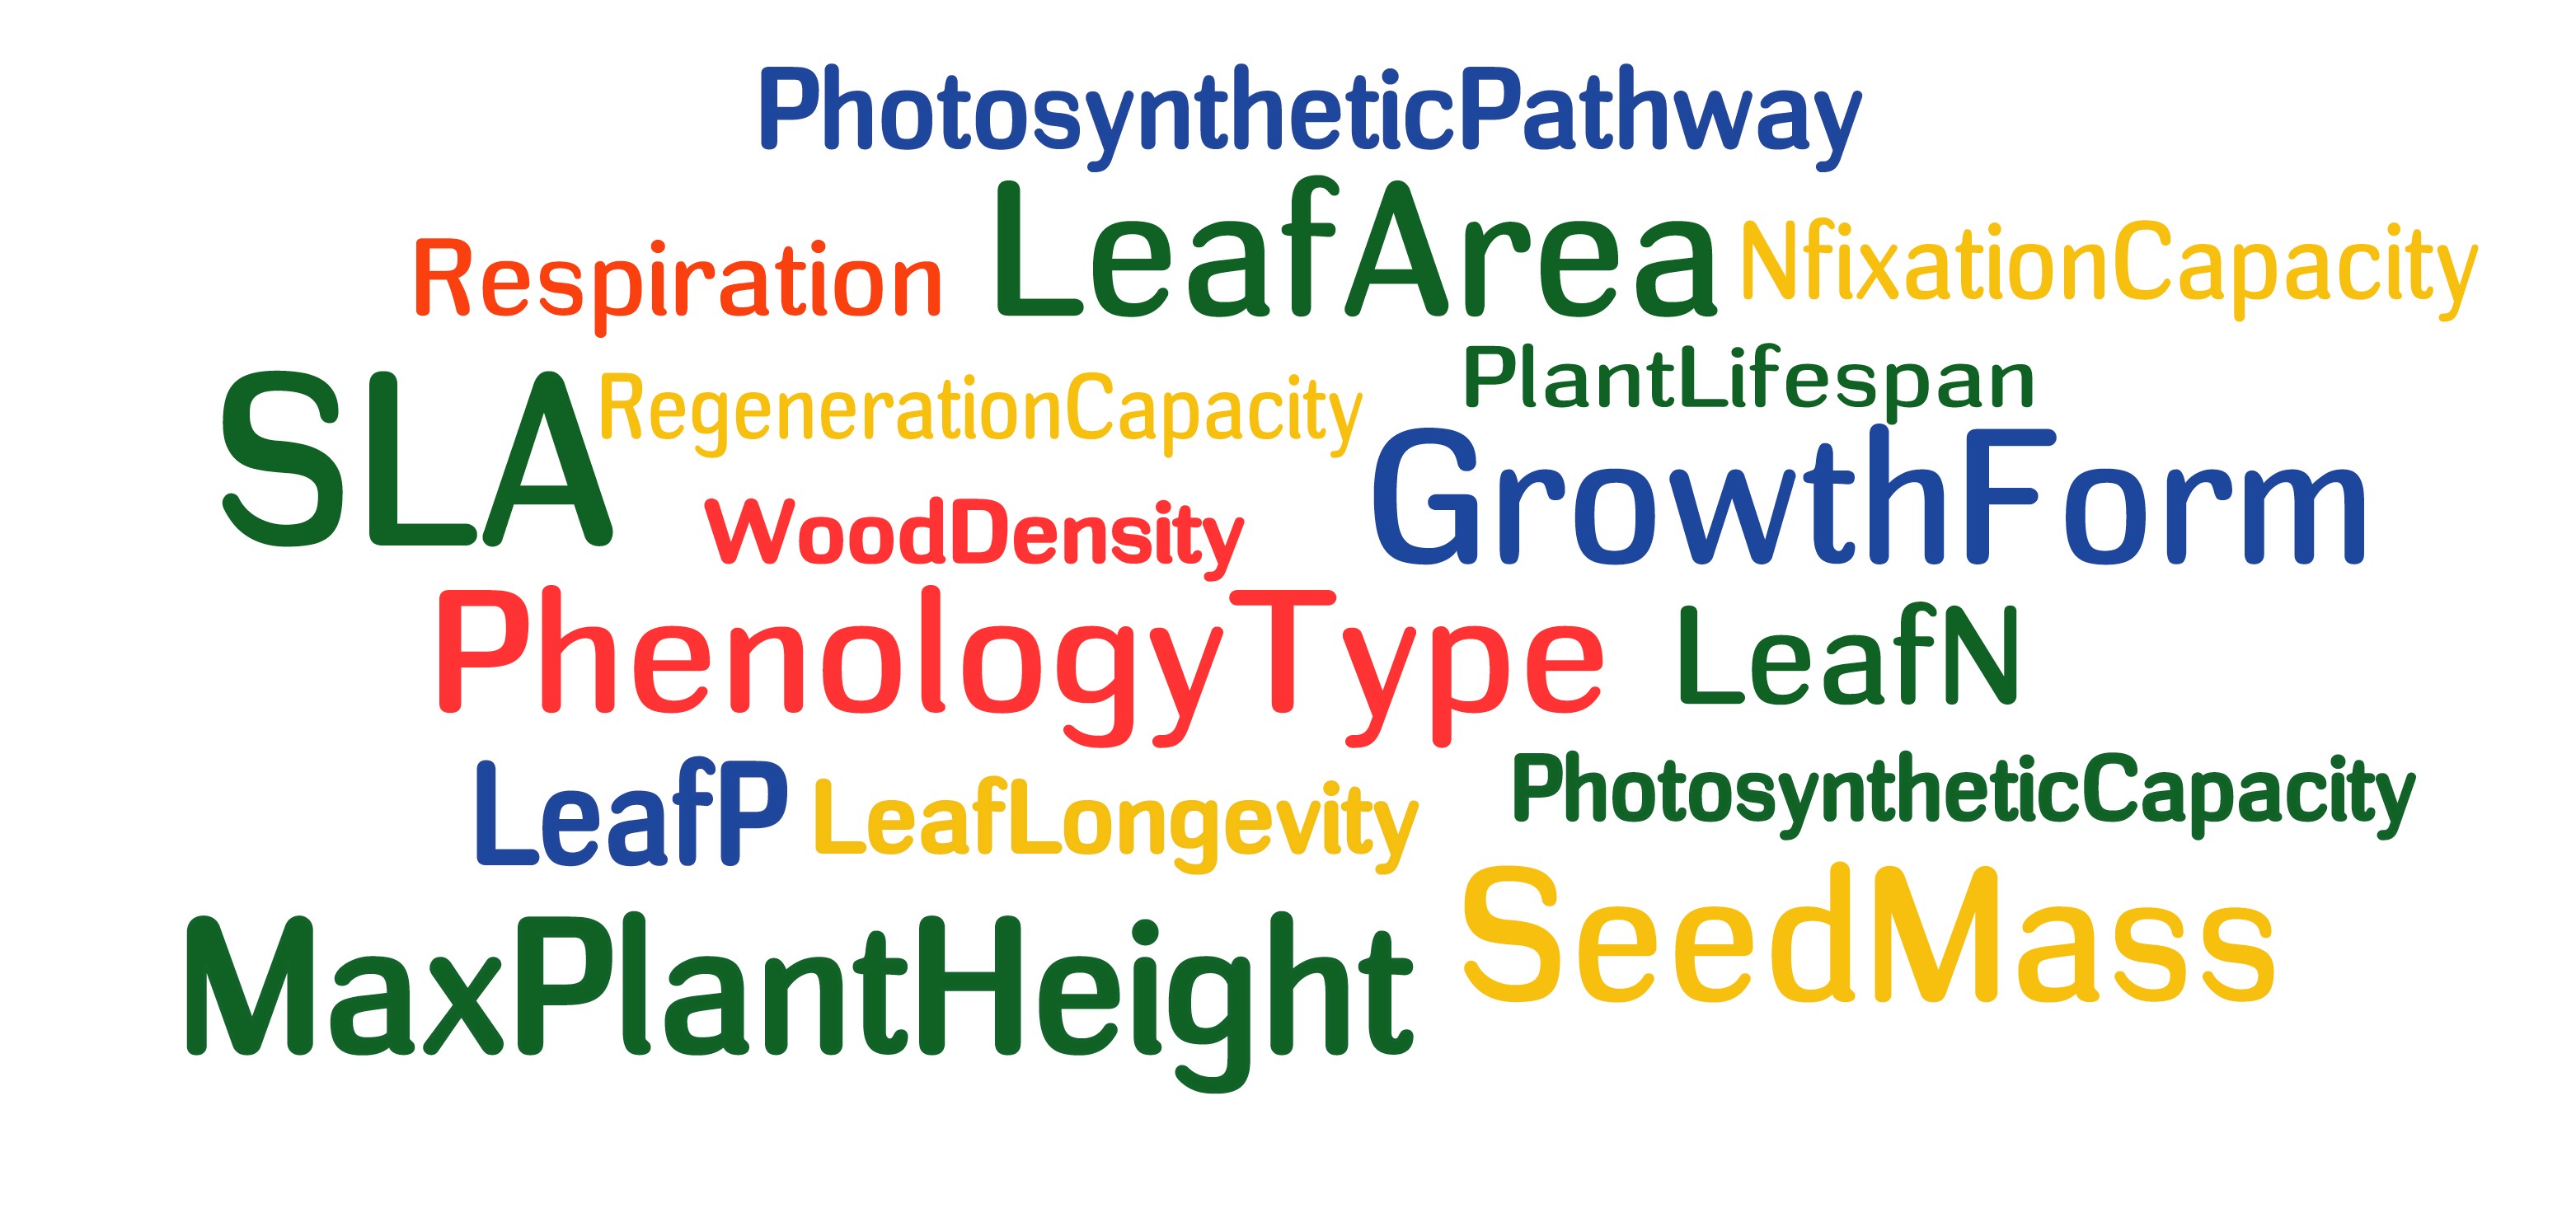 PhotosyntheticPathway
Respiration LeafArea NfixationCapacity
SLA RegenerationCapacity PlantLifespan
WoodDensity GrowthForm
PhenologyType LeafN
LeafP LeafLongevity PhotosyntheticCapacity
MaxPlantHeight SeedMass